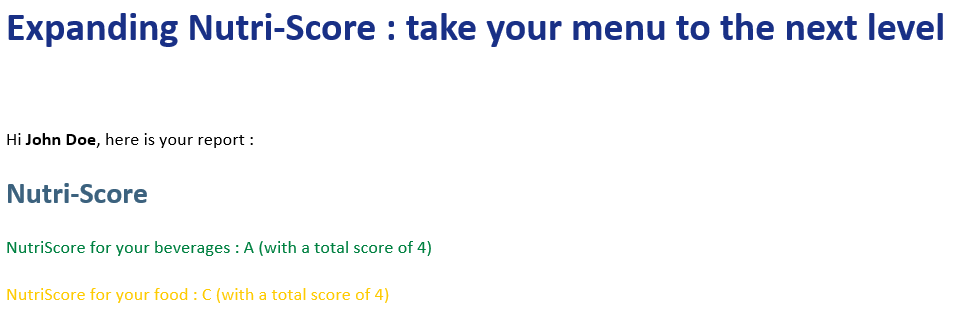 Expanding Nutri-Score : take your menu to the next level
Hi John Doe, here is your report :
Nutri-Score
NutriScore for your beverages : A (with a total score of 4)
NutriScore for your food : C (with a total score of 4)